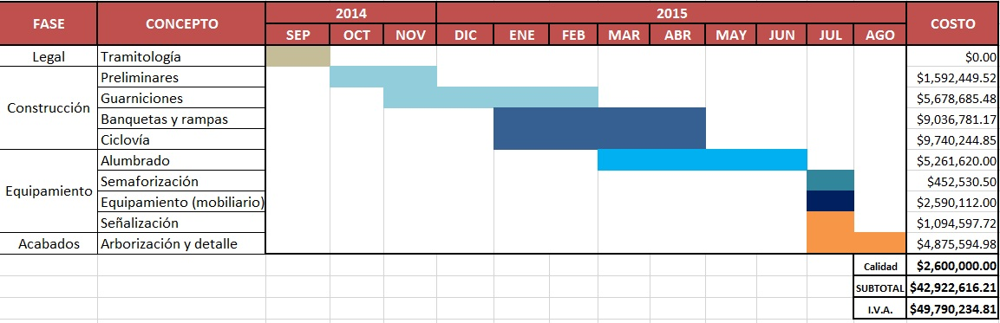 FASE CONCEPTO 2014 2015 COSTO
SEP OCT NOV DIC ENE FEB MAR ABR MAY JUN JUL AGO
Legal Tramitología $0.00
Preliminares $1,592,449.52
Construcción Guarniciones $5,678,685.48
Banquetas y rampas $9,036,781.17
Ciclovía $9,740,244.85
Alumbrado $5,261,620.00
Equipamiento Semaforización $452,530.50
Equipamiento (mobiliario) $2,590,112.00
Señalización $1,094,597.72
Acabados Arborización y detalle $4,875,594.98
Calidad $2,600,000.00
SUBTOTAL $42,922,616.21
I.V.A. $49,790,234.81